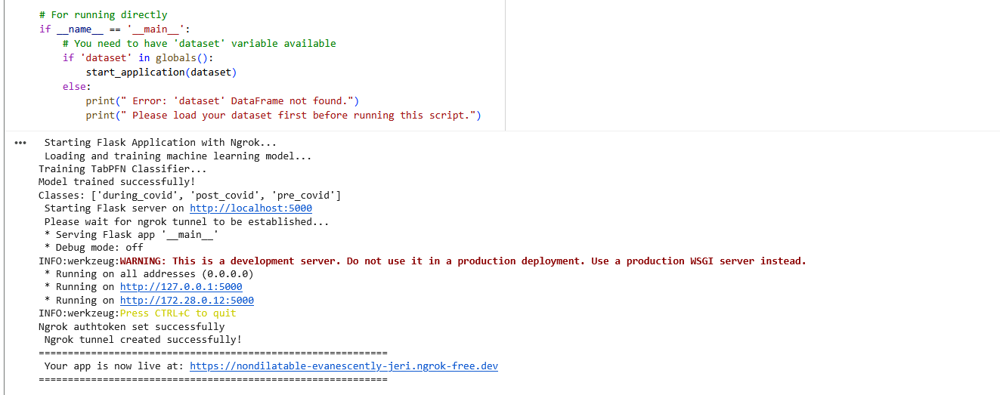 # For running directly
if __name__ == '__main__':
# You need to have 'dataset' variable available
if 'dataset' in globals():
start_application(dataset)
else:
print(" Error: 'dataset' DataFrame not found.")
print(" Please load your dataset first before running this script.")
Starting Flask Application with Ngrok...
Loading and training machine learning model...
Training TabPFN Classifier...
Model trained successfully!
Classes: ['during_covid', 'post_covid', 'pre_covid']
Starting Flask server on http://localhost:5000
Please wait for ngrok tunnel to be established...
* Serving Flask app '__main__'
* Debug mode: off
INFO:werkzeug:WARNING: This is a development server. Do not use it in a production deployment. Use a production WSGI server instead.
* Running on all addresses (0.0.0.0)
* Running on http://127.0.0.1:5000
* Running on http://172.28.0.12:5000
INFO:werkzeug:Press CTRL+C to quit
Ngrok authtoken set successfully
Ngrok tunnel created successfully!
============================================================
Your app is now live at: https://nondilatable-evanescently-jeri.ngrok-free.dev
============================================================